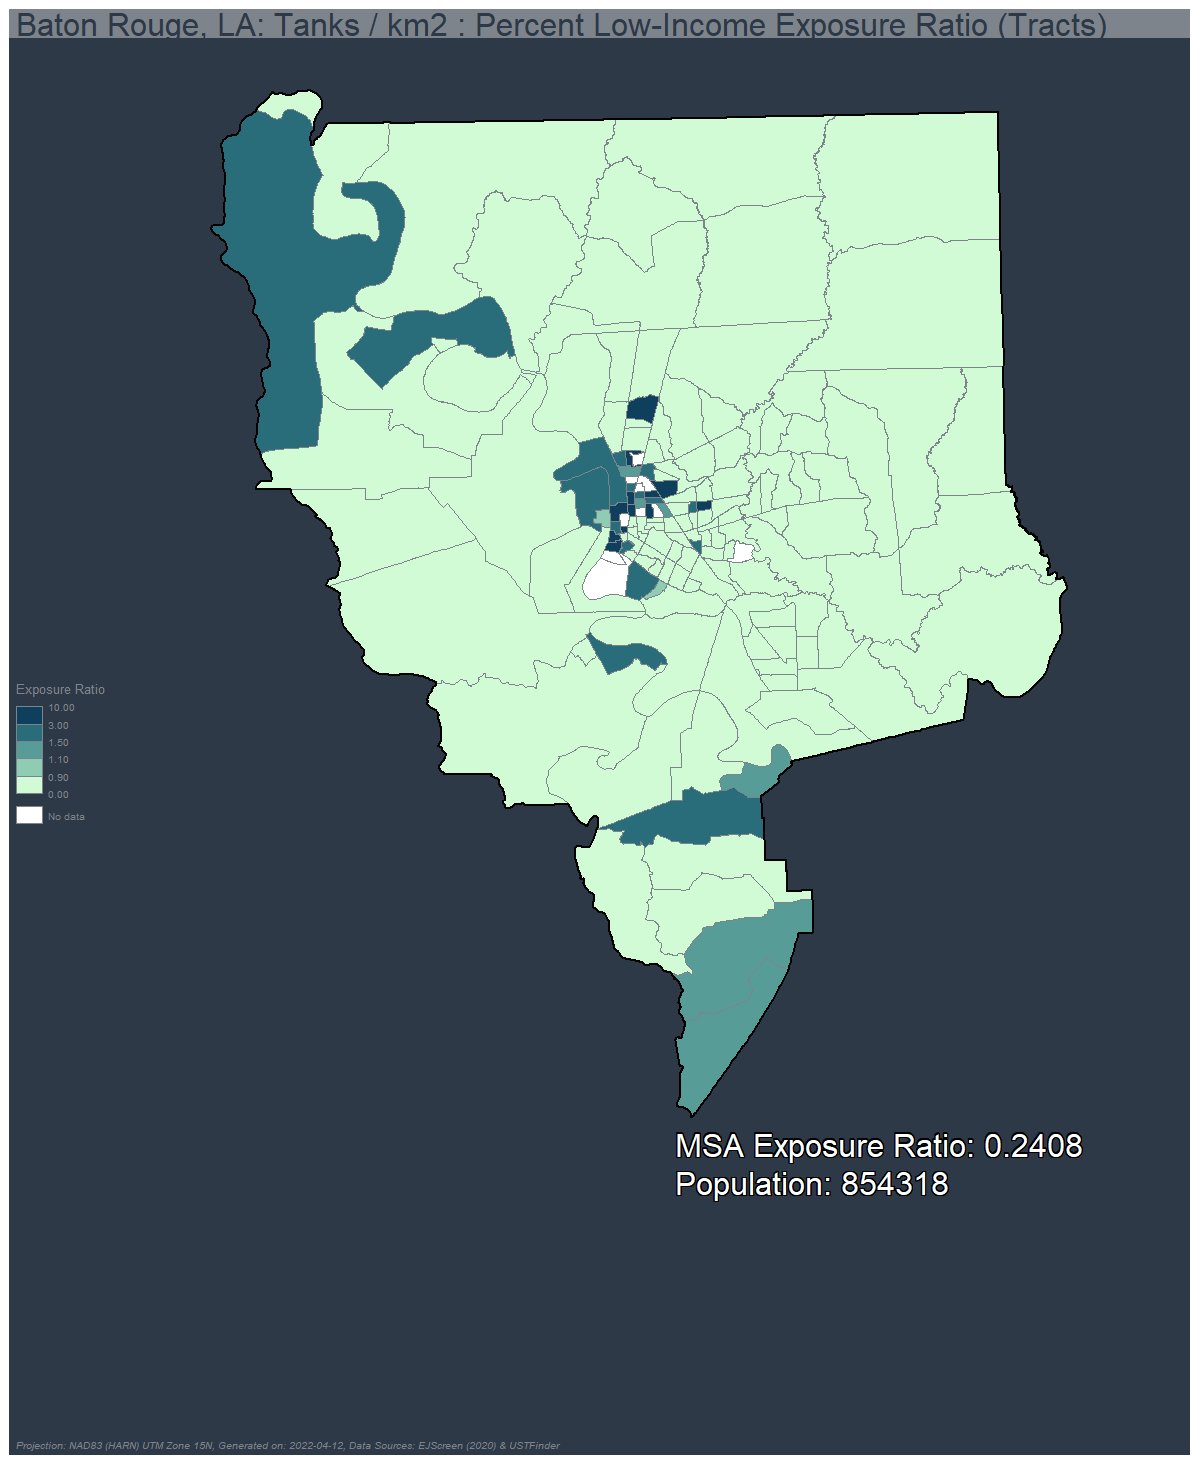 Baton Rouge, LA: Tanks / km2 : Percent Low-Income Exposure Ratio (Tracts)
Exposure Ratio
10.00
3.00
1.50
1.10
0.90
0.00
No data
MSA Exposure Ratio: 0.2408
Population: 854318
Projection: NAD83 (HARN) UTM Zone 15N, Generated on: 2022-04-12, Data Sources: EJScreen (2020) & USTFinder